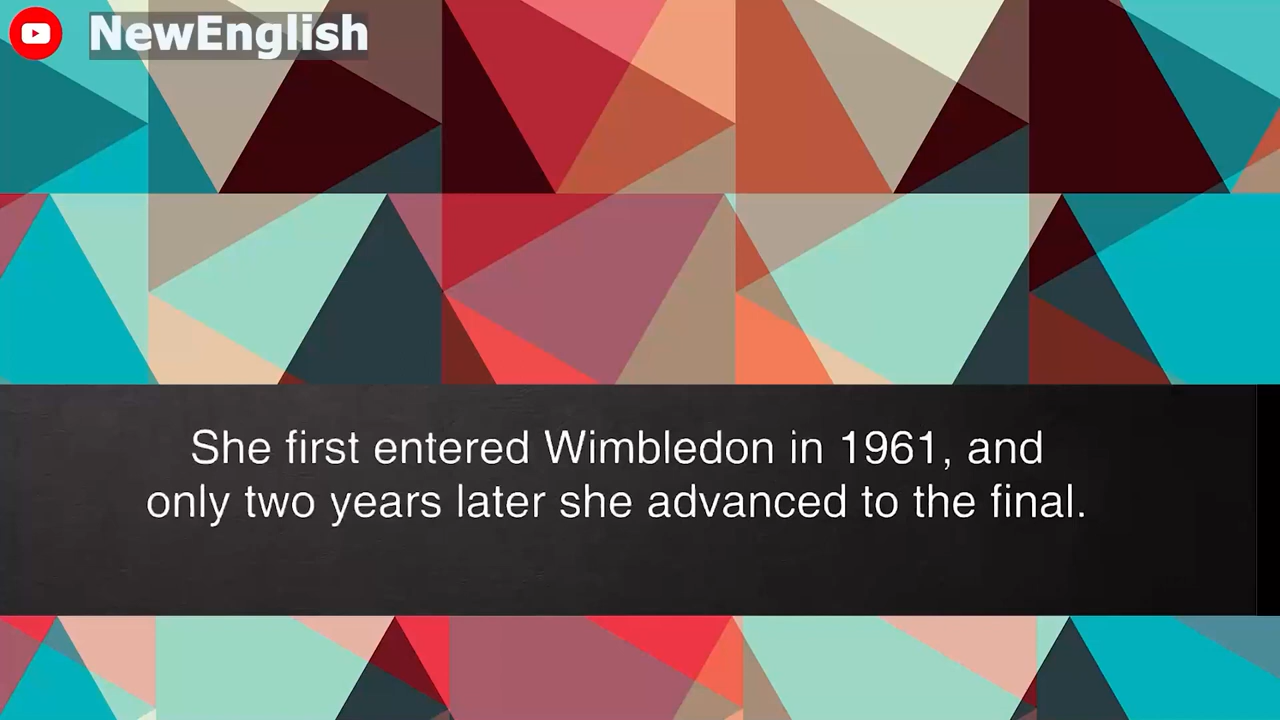 NewEnglish
She first entered Wimbledon in 1961, and
only two years later she advanced to the final.